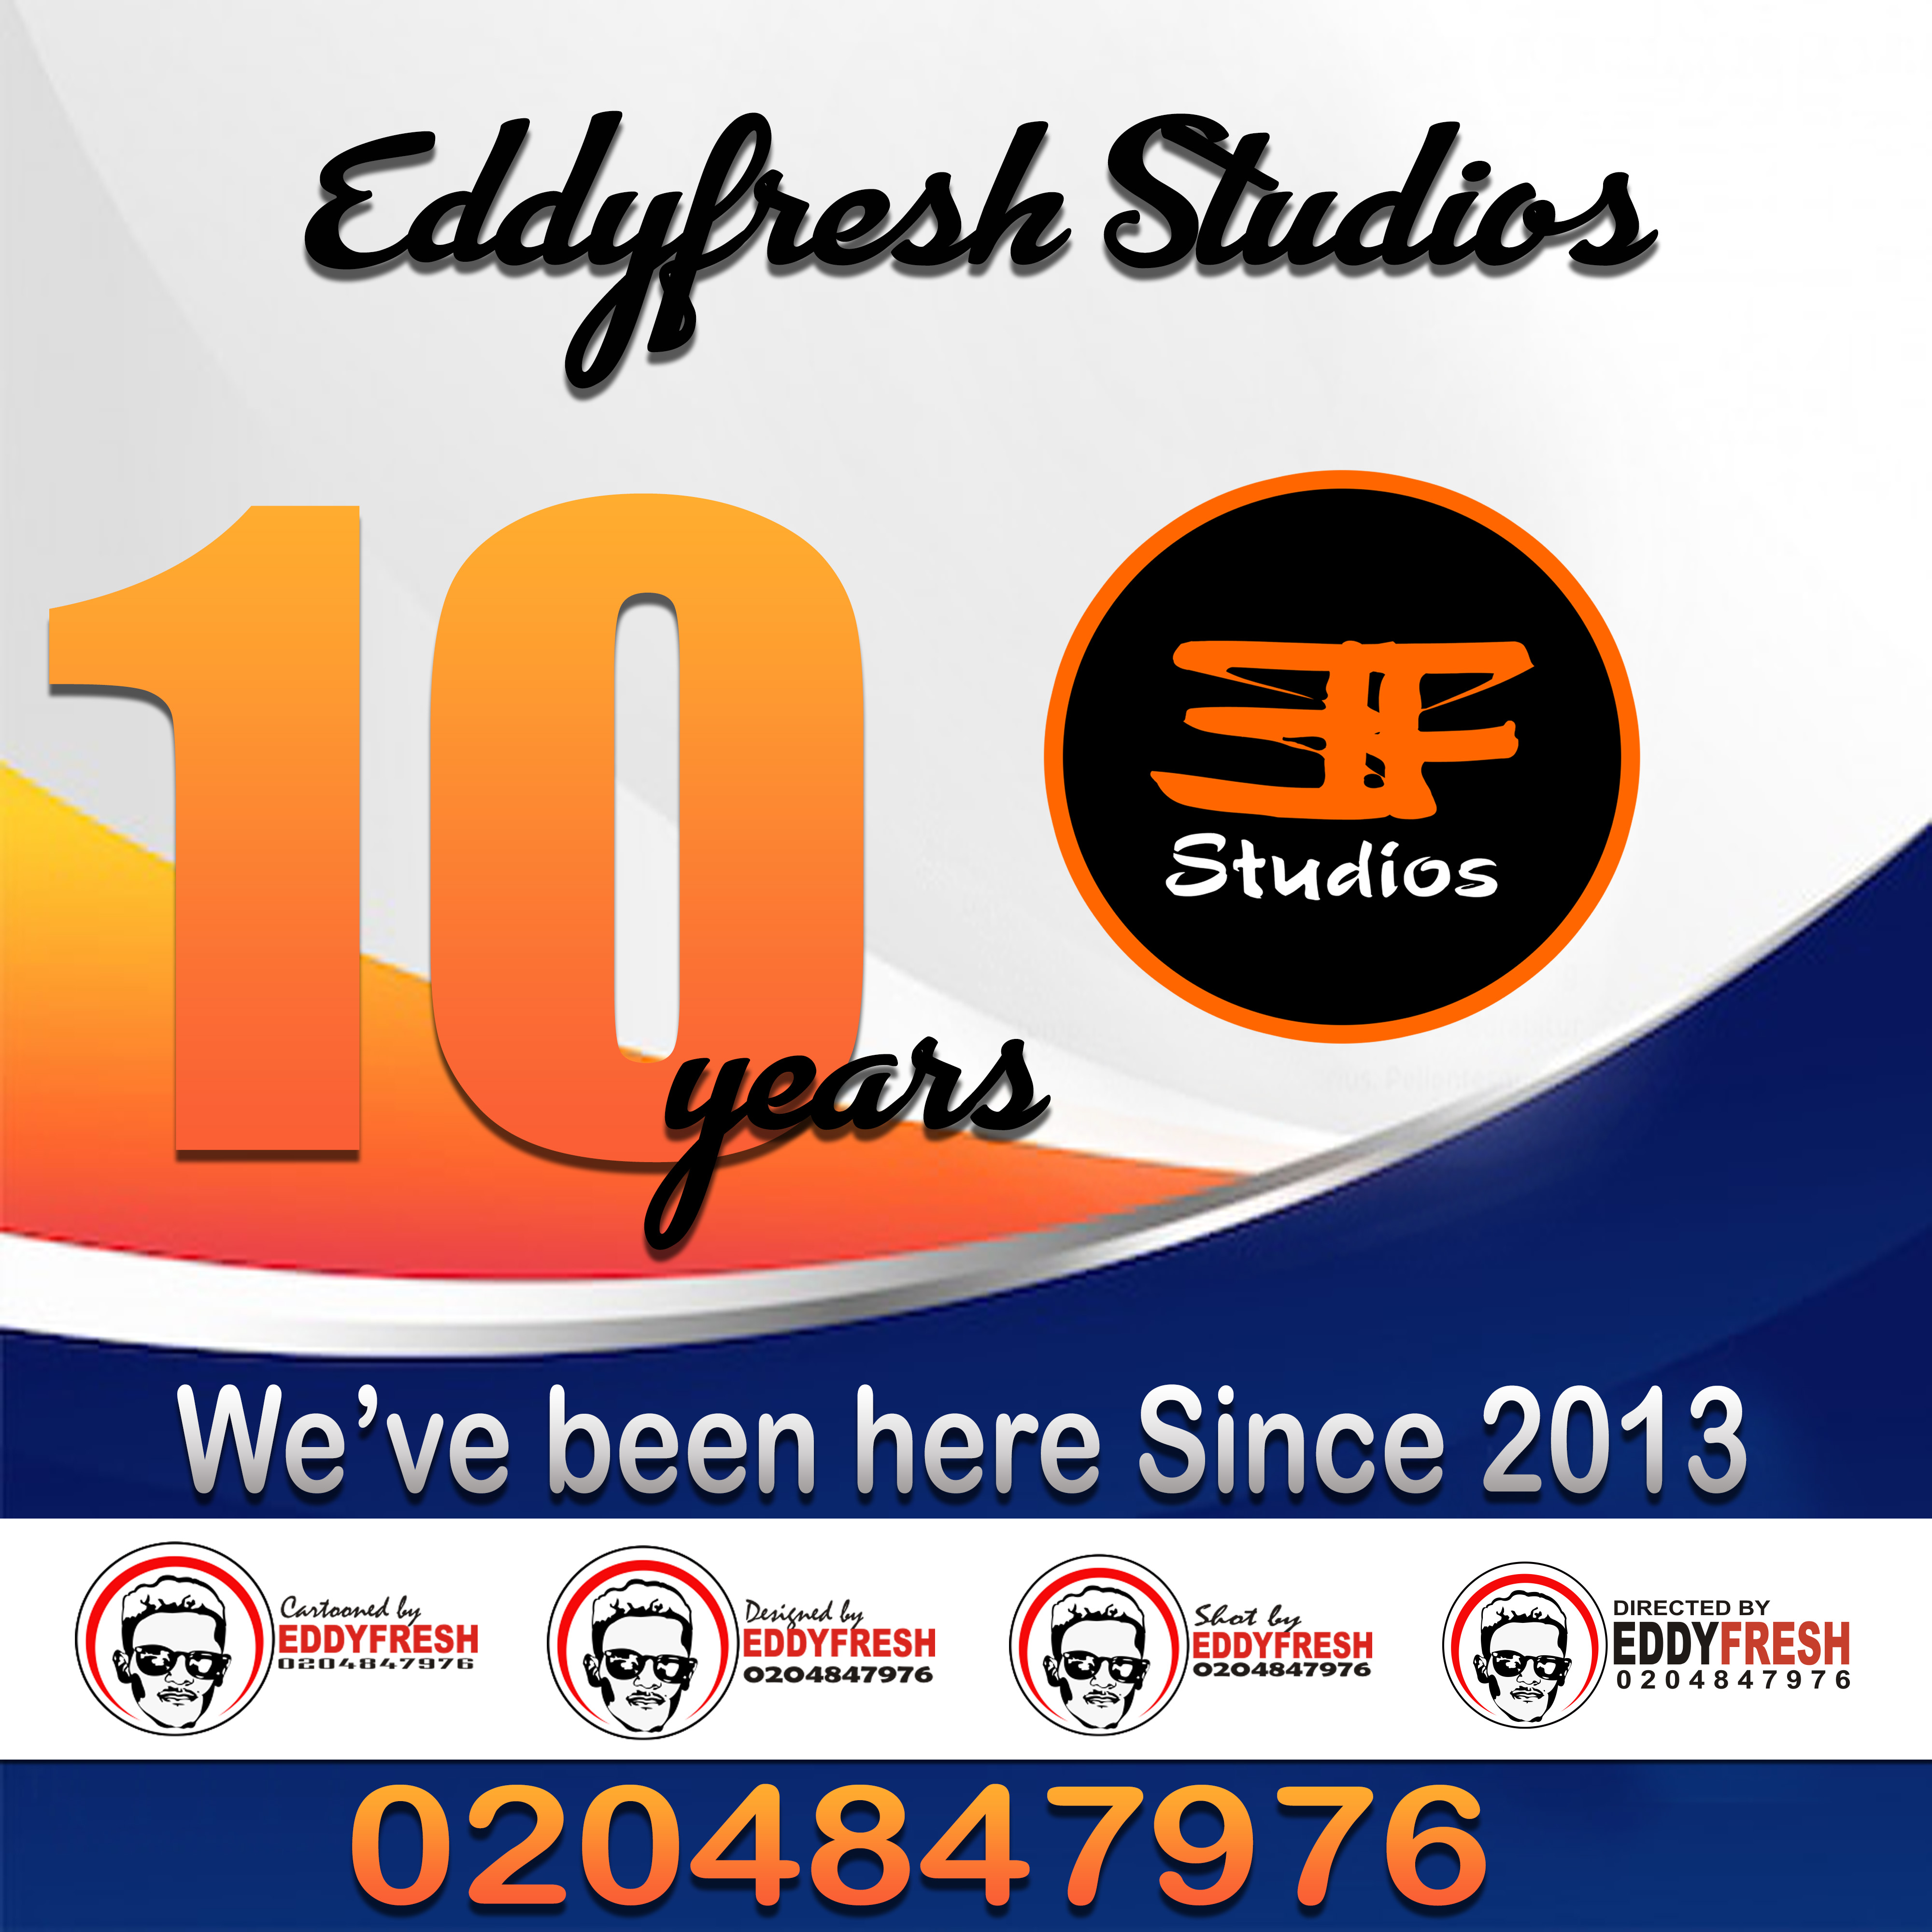 Eddyfresh Studios
10
years
EF
Studios
We've been here Since 2013
Cartooned by
EDDYFRESH
0204847976
Designed by
EDDYFRESH
0204847976
Shot by
EDDYFRESH
0204847976
DIRECTED BY
EDDYFRESH
0204847976
0204847976